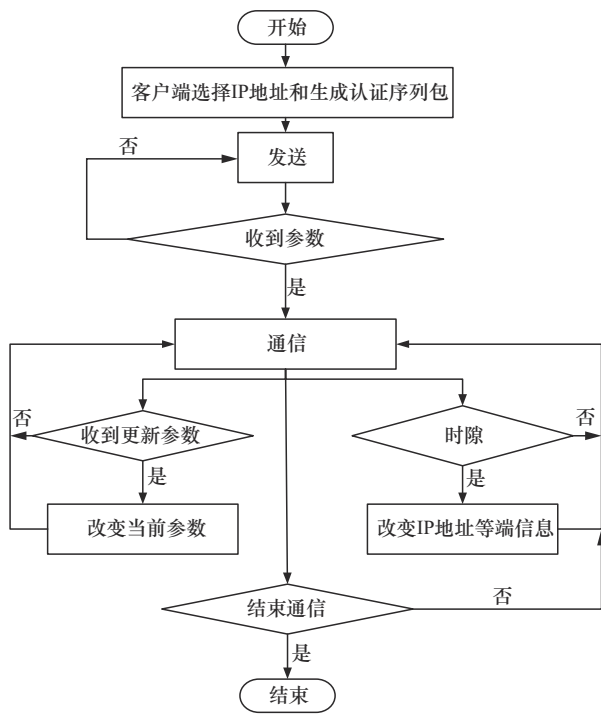 开始
客户端选择IP地址和生成认证序列包
否
发送
收到参数
是
通信
否
收到更新参数
时隙
否
是
是
改变当前参数
改变IP地址等端信息
结束通信
否
是
结束